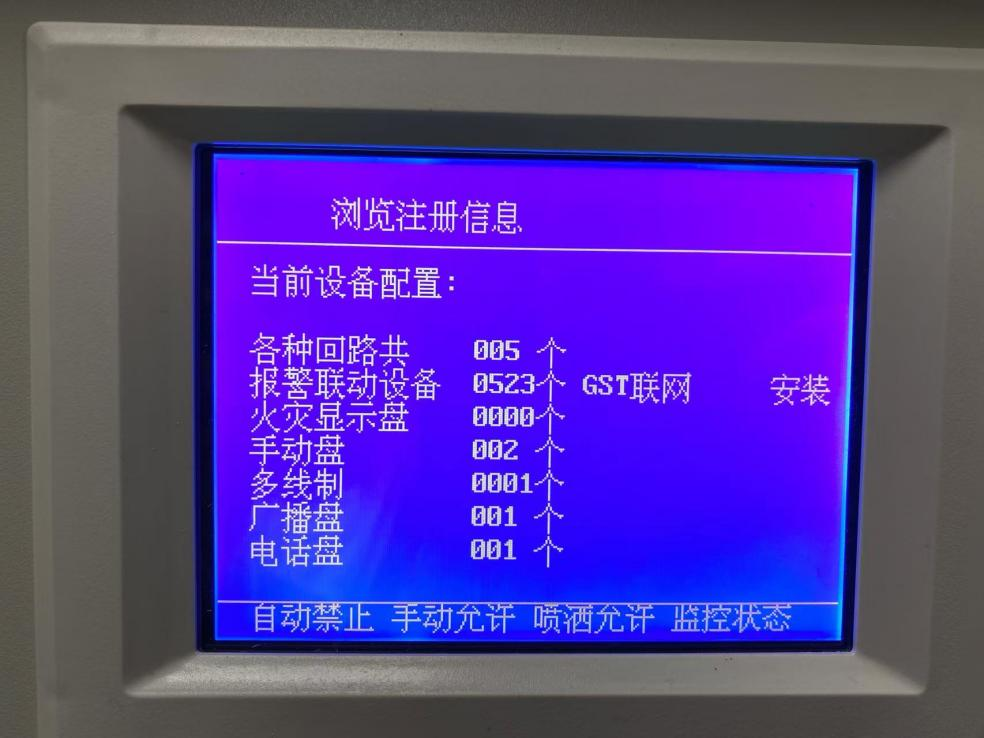 浏览注册信息
当前设备配置：
各种回路共 005 个
报警联动设备 0523个 GST联网 安装
火灾显示盘 0000个
手动盘 002 个
多线制 0001个
广播盘 001 个
电话盘 001 个
自动禁止 手动允许 喷洒允许 监控状态